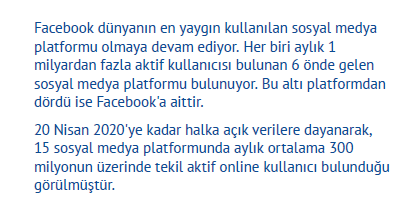 Facebook dünyanın en yaygın kullanılan sosyal medya
platformu olmaya devam ediyor. Her biri aylık 1
milyardan fazla aktif kullanıcısı bulunan 6 önde gelen
sosyal medya platformu bulunuyor. Bu altı platformdan
dördü ise Facebook'a aittir.
20 Nisan 2020'ye kadar halka açık verilere dayanarak,
15 sosyal medya platformunda aylık ortalama 300
milyonun üzerinde tekil aktif online kullanıcı bulunduğu
görülmüştür.